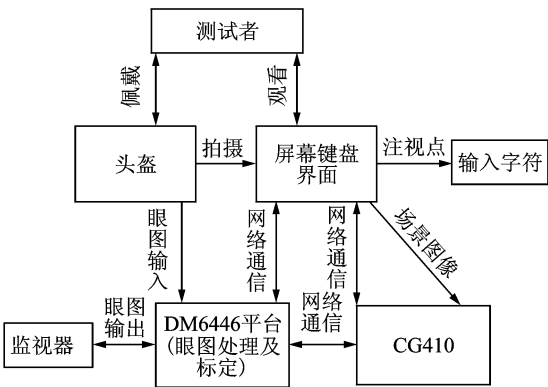 测试者
佩戴
观看
头盔
拍摄
屏幕键盘
界面
注视点
输入字符
眼图
输入
网络
通信
网络
通信
场景图像
网络
通信
眼图
输出
监视器
DM6446平台
(眼图处理及
标定)
CG410